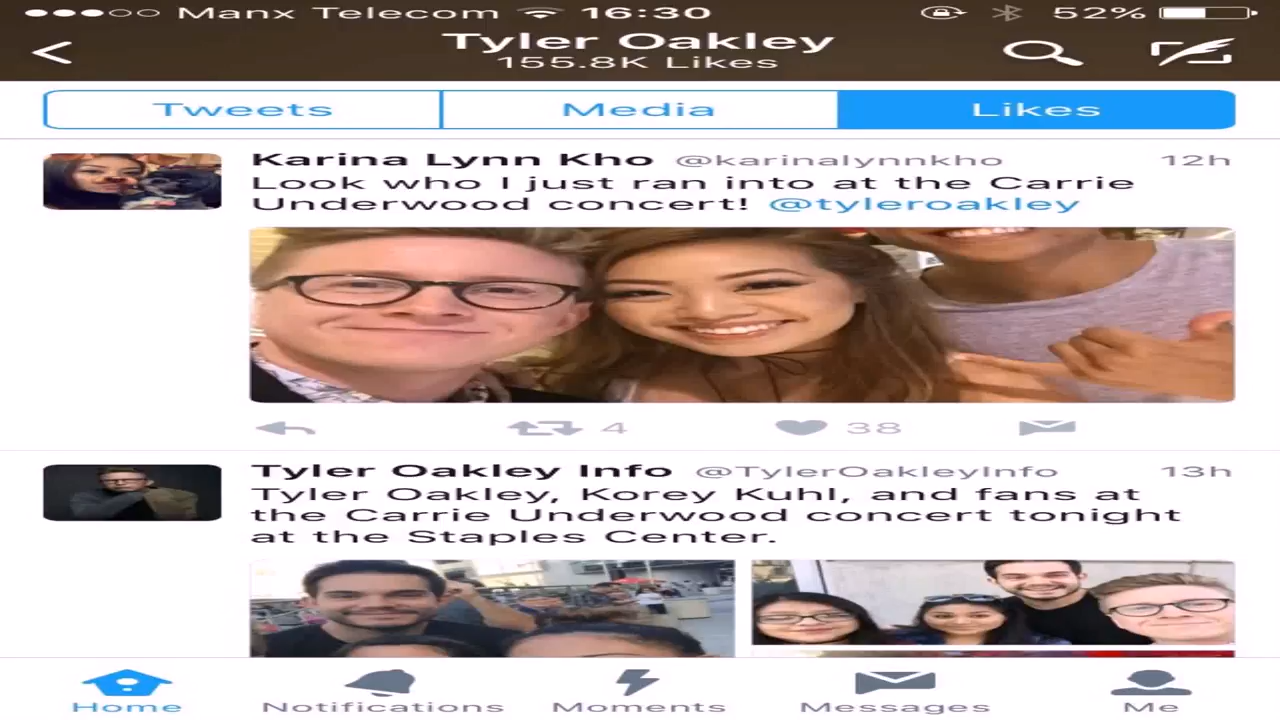 Manx Telecom 16:30 52%
Tyler Oakley
155.8K Likes
Tweets Media Likes
Karina Lynn Kho @karinalynnkho 12h
Look who I just ran into at the Carrie
Underwood concert! @tyleroakley
4 38
Tyler Oakley Info @TylerOakleyInfo 13h
Tyler Oakley, Korey Kuhl, and fans at
the Carrie Underwood concert tonight
at the Staples Center.
Home Notifications Moments Messages Me